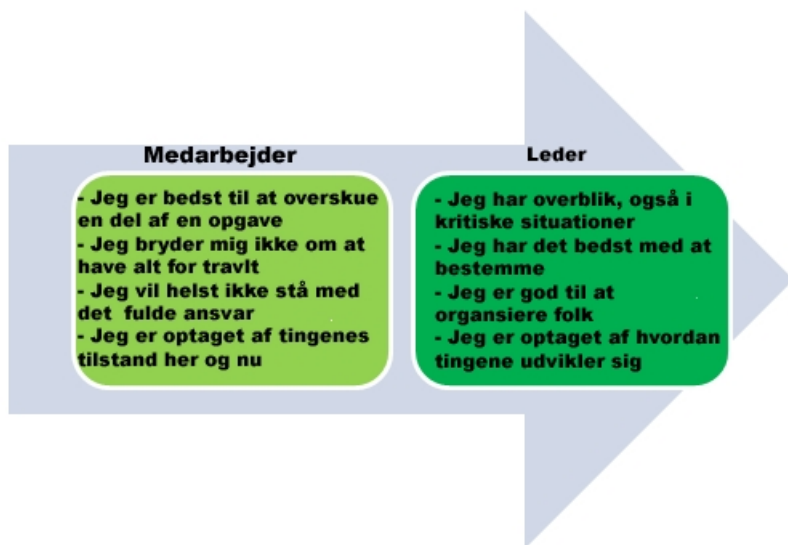 Medarbejder
- Jeg er bedst til at overskue
en del af en opgave
- Jeg bryder mig ikke om at
have alt for travlt
- Jeg vil helst ikke stå med
det fulde ansvar
- Jeg er optaget af tingenes
tilstand her og nu
Leder
- Jeg har overblik, også i
kritiske situationer
- Jeg har det bedst med at
bestemme
- Jeg er god til at
organsiere folk
- Jeg er optaget af hvordan
tingene udvikler sig